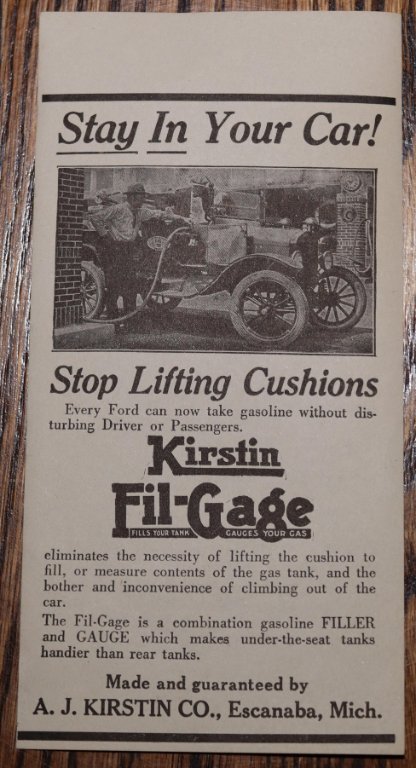 Stay In Your Car!
Stop Lifting Cushions
Every Ford can now take gasoline without dis-
turbing Driver or Passengers.
Kirstin
Fil-Gage
FILLS YOUR TANK GAUGES YOUR GAS
eliminates the necessity of lifting the cushion to
fill, or measure contents of the gas tank, and the
bother and inconvenience of climbing out of the
car.
The Fil-Gage is a combination gasoline FILLER
and GAUGE which makes under-the-seat tanks
handier than rear tanks.
Made and guaranteed by
A. J. KIRSTIN CO., Escanaba, Mich.